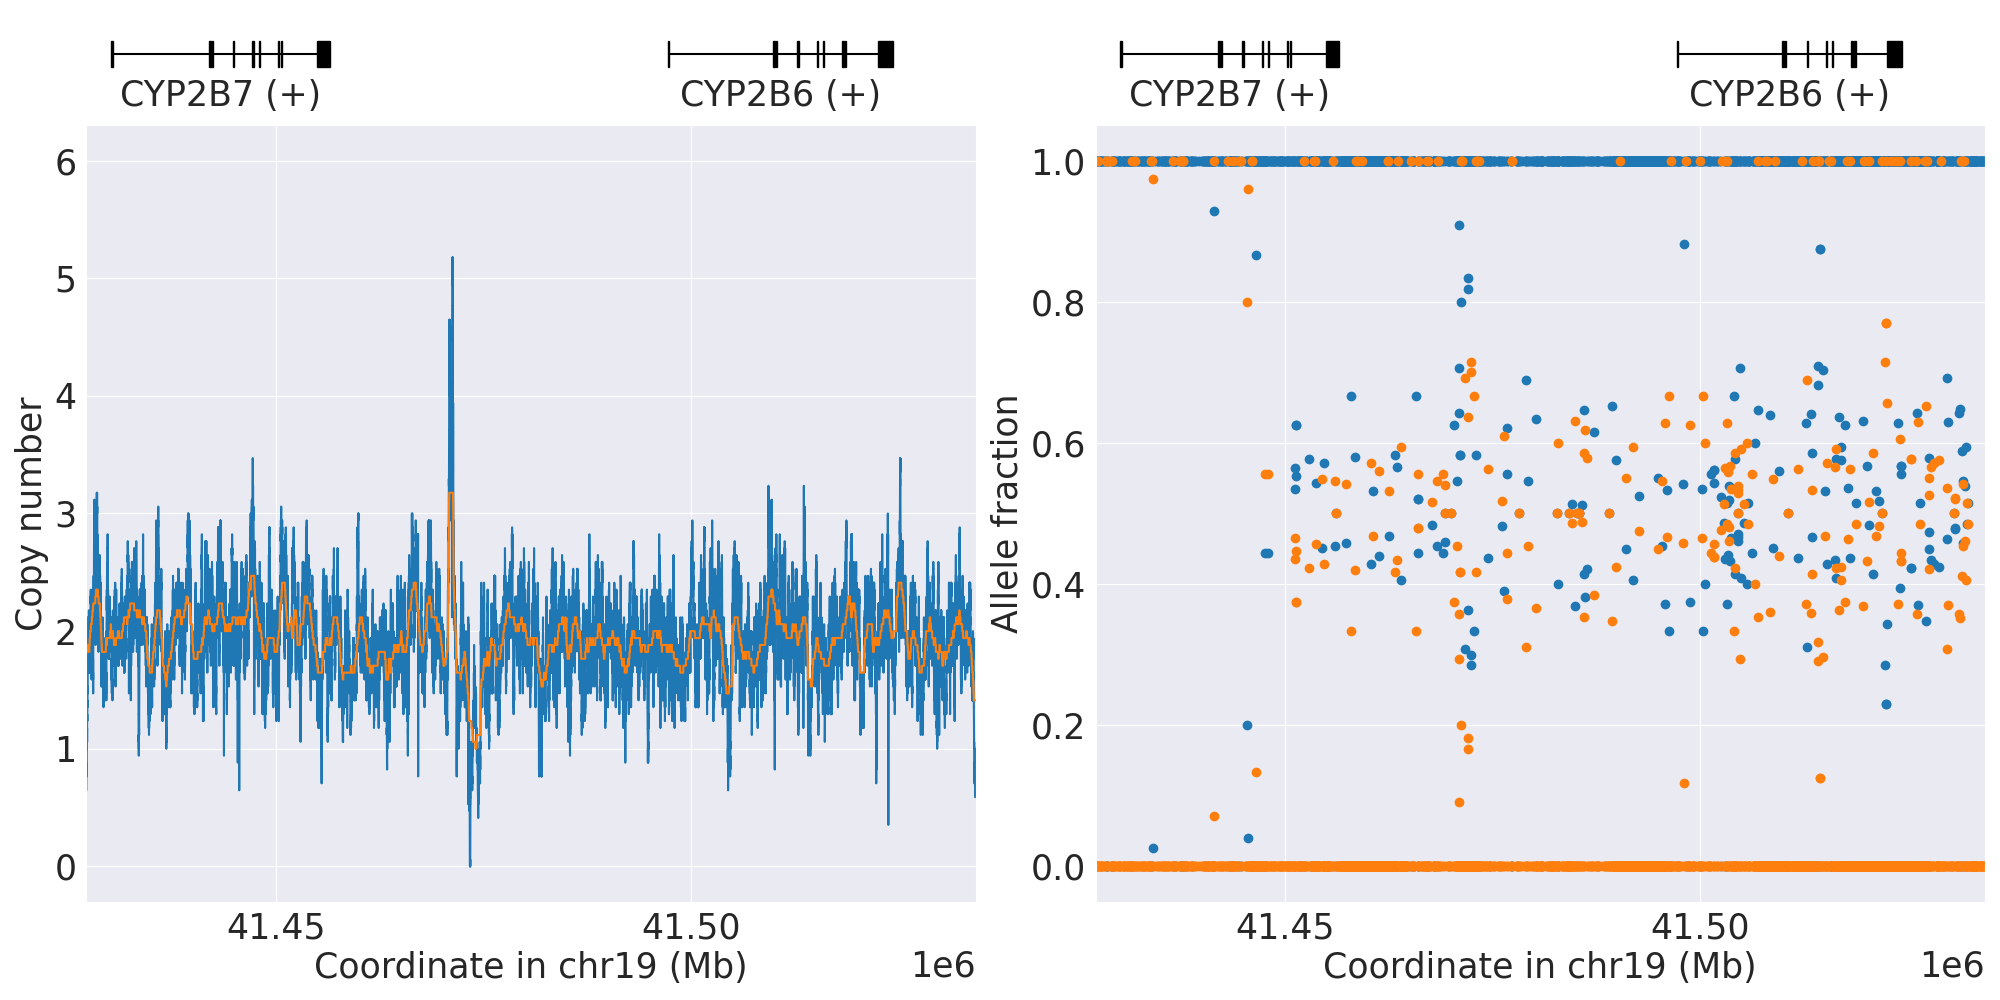 CYP2B7 (+)
CYP2B6 (+)
CYP2B7 (+)
CYP2B6 (+)
6
5
4
3
2
1
0
Copy number
41.45
41.50
Coordinate in chr19 (Mb)
1e6
1.0
0.8
0.6
0.4
0.2
0.0
Allele fraction
41.45
41.50
Coordinate in chr19 (Mb)
1e6